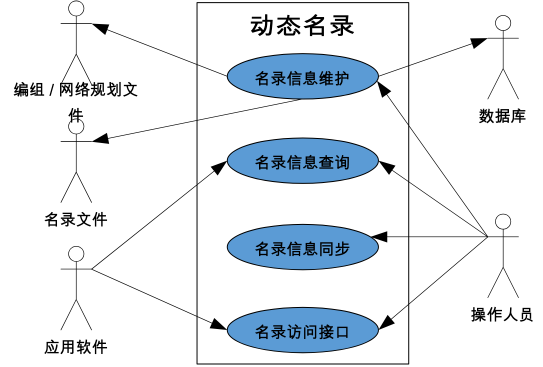 动态名录
编组/网络规划文
件
名录信息维护
数据库
名录文件
名录信息查询
名录信息同步
操作人员
应用软件
名录访问接口